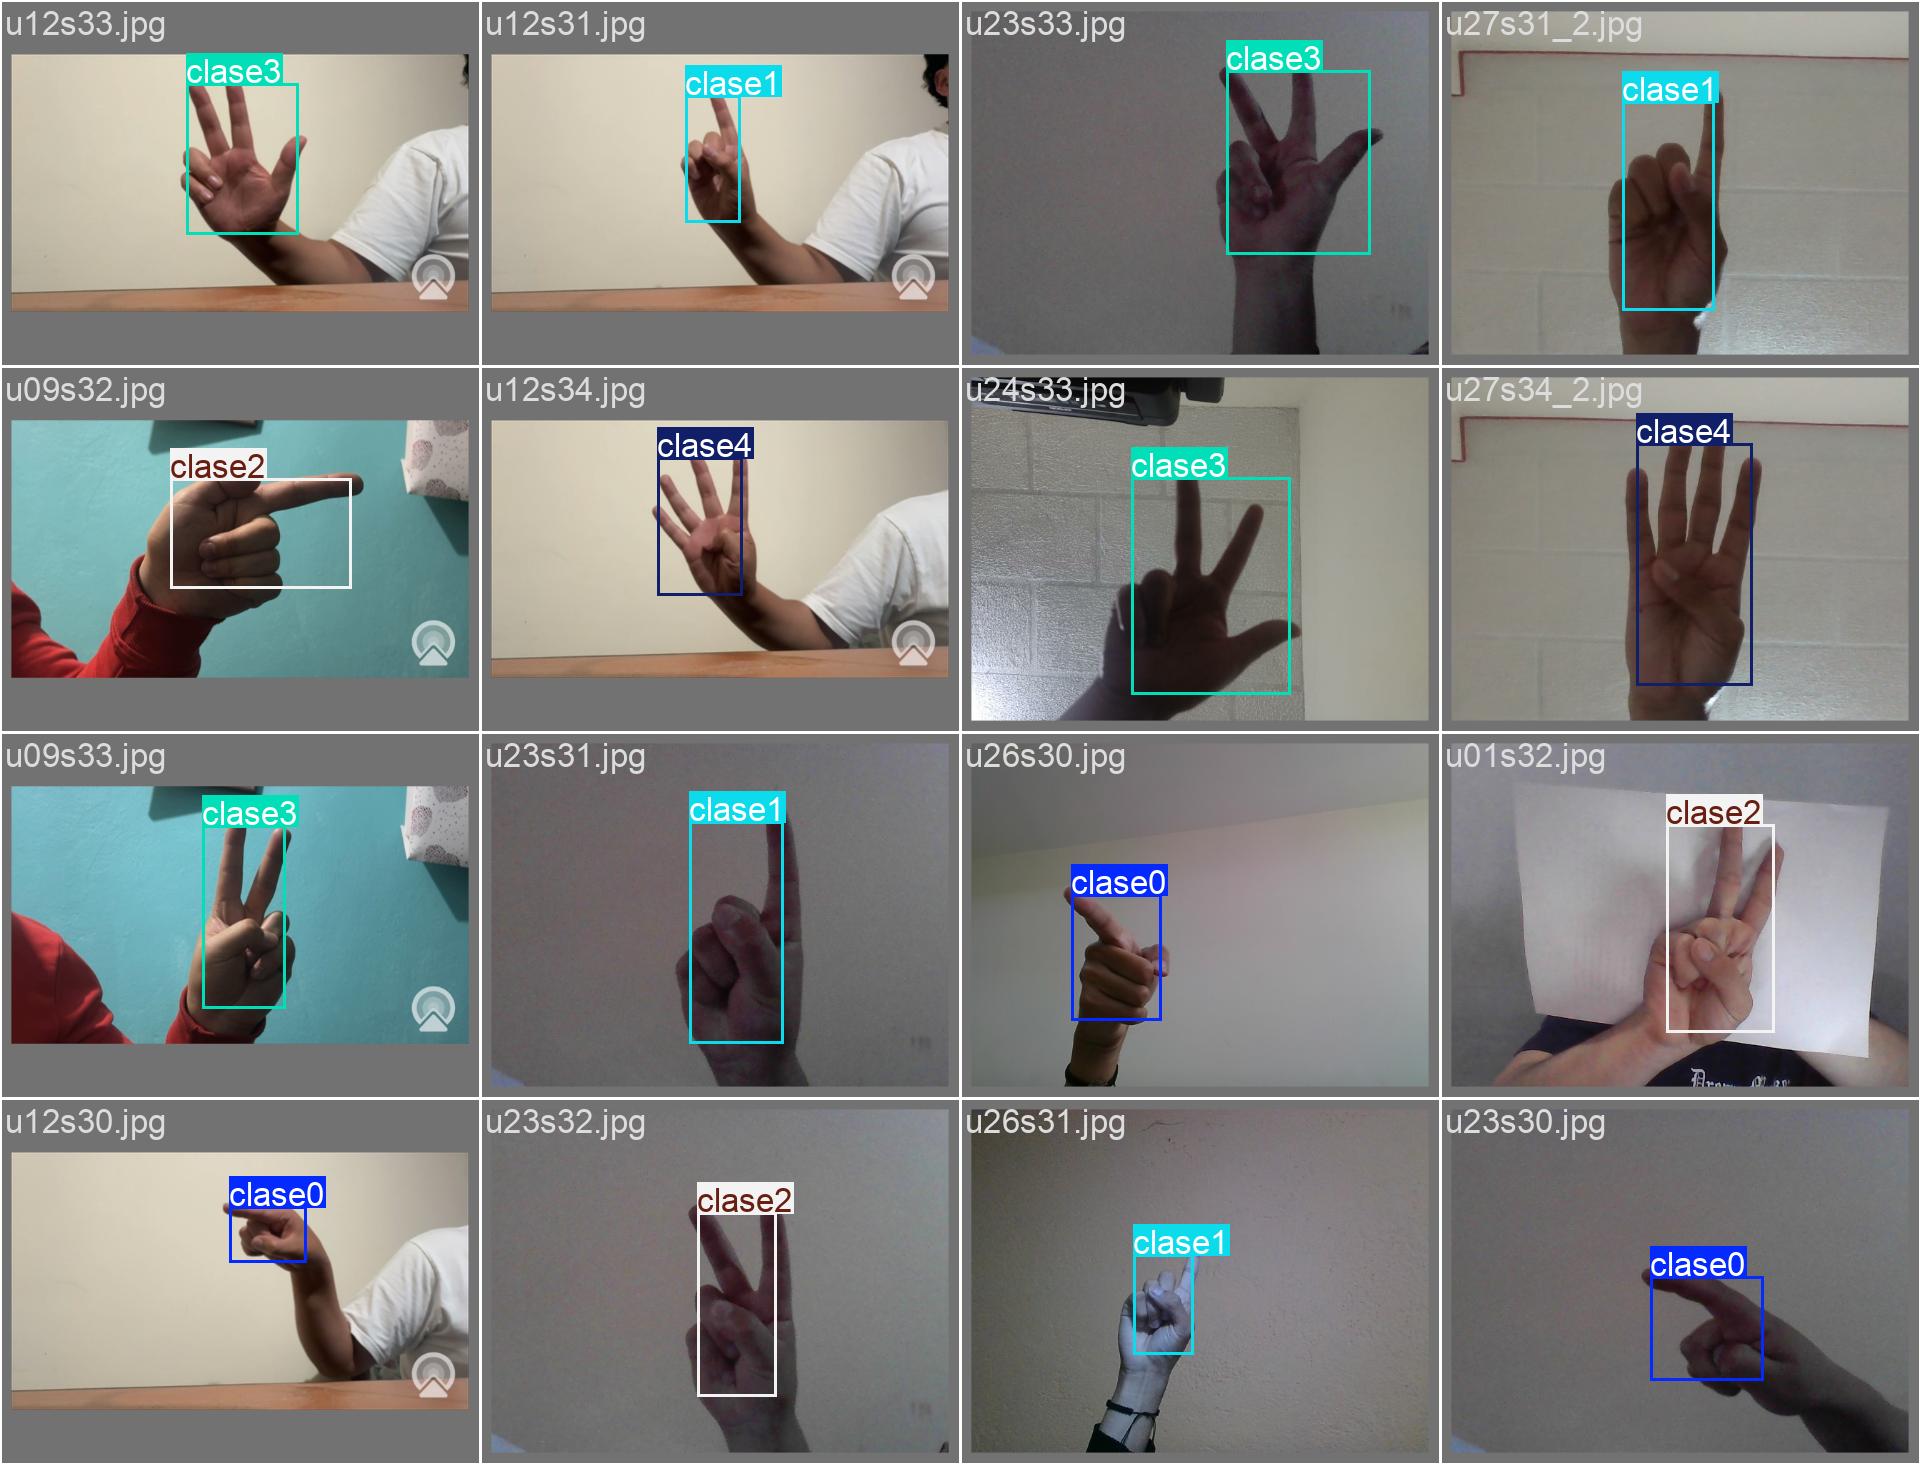 u12s33.jpg
clase3
u12s31.jpg
clase1
u23s33.jpg
clase3
u27s31_2.jpg
clase1
u09s32.jpg
clase2
u12s34.jpg
clase4
u24s33.jpg
clase3
u27s34_2.jpg
clase4
u09s33.jpg
clase3
u23s31.jpg
clase1
u26s30.jpg
clase0
u01s32.jpg
clase2
u12s30.jpg
clase0
u23s32.jpg
clase2
u26s31.jpg
clase1
u23s30.jpg
clase0